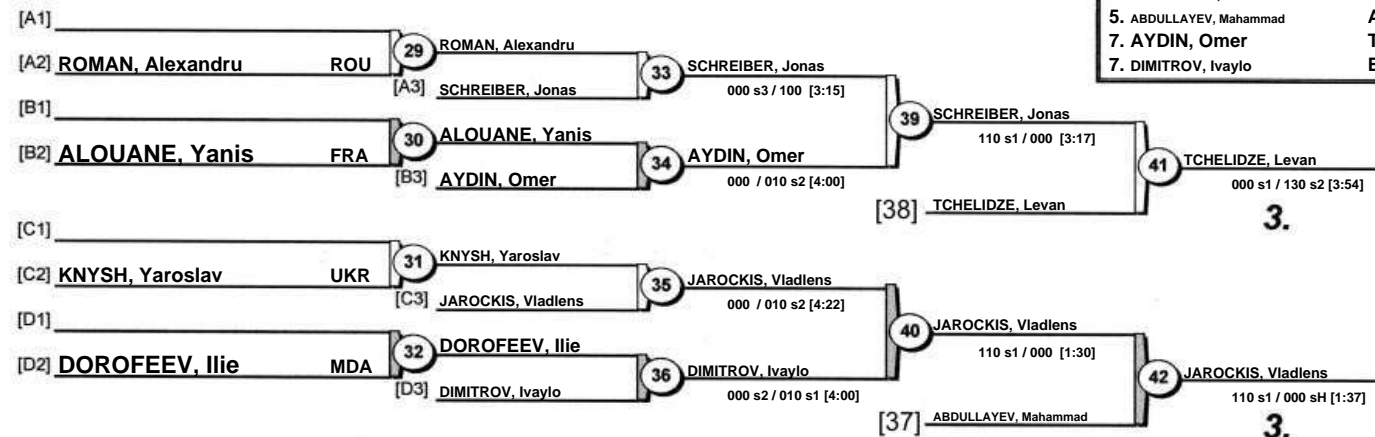 5. ABDULLAYEV, Mahammad A
7. AYDIN, Omer T
7. DIMITROV, Ivaylo
[A1]
[A2] ROMAN, Alexandru ROU
29
ROMAN, Alexandru
[A3] SCHREIBER, Jonas
33
SCHREIBER, Jonas
000 s3 / 100 [3:15]
[B1]
[B2] ALOUANE, Yanis FRA
30
ALOUANE, Yanis
[B3] AYDIN, Omer
34
AYDIN, Omer
000 / 010 s2 [4:00]
39
SCHREIBER, Jonas
110 s1 / 000 [3:17]
[38] TCHELIDZE, Levan
41
TCHELIDZE, Levan
000 s1 / 130 s2 [3:54]
3.
[C1]
[C2] KNYSH, Yaroslav UKR
31
KNYSH, Yaroslav
[C3] JAROCKIS, Vladlens
35
JAROCKIS, Vladlens
000 / 010 s2 [4:22]
[D1]
[D2] DOROFEEV, Ilie MDA
32
DOROFEEV, Ilie
[D3] DIMITROV, Ivaylo
36
DIMITROV, Ivaylo
000 s2 / 010 s1 [4:00]
40
JAROCKIS, Vladlens
110 s1 / 000 [1:30]
[37] ABDULLAYEV, Mahammad
42
JAROCKIS, Vladlens
110 s1 / 000 sH [1:37]
3.